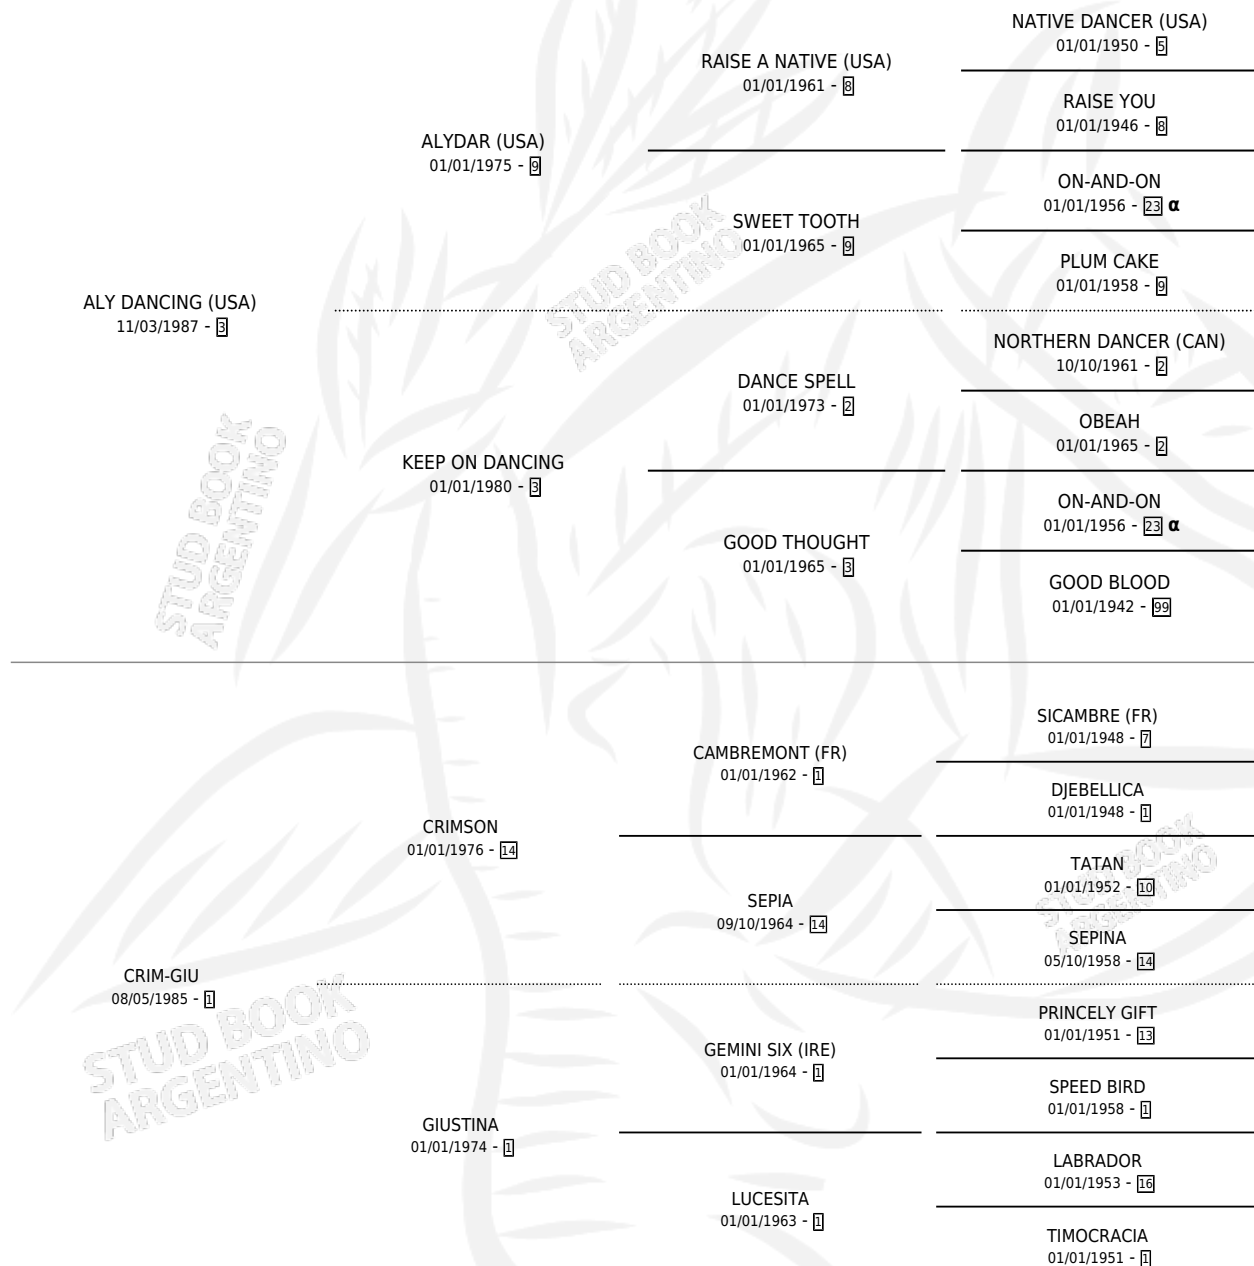 NATIVE DANCER (USA)
01/01/1950 - 5
RAISE A NATIVE (USA)
01/01/1961 - 8
RAISE YOU
01/01/1946 - 8
ALYDAR (USA)
01/01/1975 - 9
ON-AND-ON
01/01/1956 - 23 α
SWEET TOOTH
01/01/1965 - 9
PLUM CAKE
01/01/1958 - 9
ALY DANCING (USA)
11/03/1987 - 3
NORTHERN DANCER (CAN)
10/10/1961 - 2
DANCE SPELL
01/01/1973 - 2
OBEAH
01/01/1965 - 2
KEEP ON DANCING
01/01/1980 - 3
ON-AND-ON
01/01/1956 - 23 α
GOOD THOUGHT
01/01/1965 - 3
GOOD BLOOD
01/01/1942 - 99
SICAMBRE (FR)
01/01/1948 - 7
CAMBREMONT (FR)
01/01/1962 - 1
DJEBELLICA
01/01/1948 - 1
CRIMSON
01/01/1976 - 14
TATAN
01/01/1952 - 10
SEPIA
09/10/1964 - 14
SEPINA
05/10/1958 - 14
CRIM-GIU
08/05/1985 - 1
PRINCELY GIFT
01/01/1951 - 13
GEMINI SIX (IRE)
01/01/1964 - 1
SPEED BIRD
01/01/1958 - 1
GIUSTINA
01/01/1974 - 1
LABRADOR
01/01/1953 - 16
LUCESITA
01/01/1963 - 1
TIMOCRACIA
01/01/1951 - 1
STUD BOOK
ARGENTINO
STUD BOOK
ARGENTINO
STUD BOOK
ARGENTINO
STUD BOOK
ARGENTINO